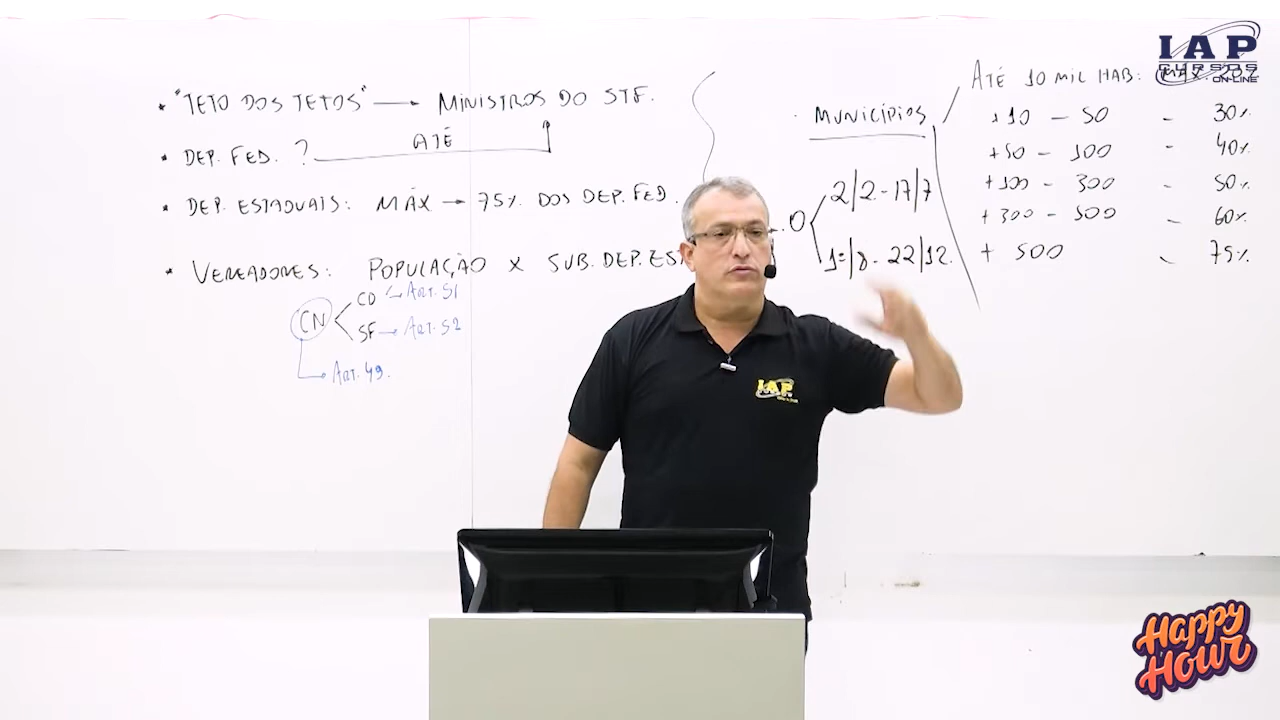 • "TETO DOS TETOS" → MINISTROS DO STF.
• DEP. FED. ? ATÉ
• DEP. ESTADUAIS: MÁX → 75% DOS DEP. FED.
• VEREADORES: POPULAÇÃO X SUB. DEP. EST
CN
CD → ART. 51
SF → ART. 52
ART. 49.
MUNICÍPIOS
2/2 - 17/7
1º/8 - 22/12.
ATÉ 10 MIL HAB: MÁX. 20%
+10 - 50 - 30%
+50 - 100 - 40%
+100 - 300 - 50%
+300 - 500 - 60%
+ 500 - 75%
IAP
CURSOS
ON-LINE
IAP
Happy
Hour